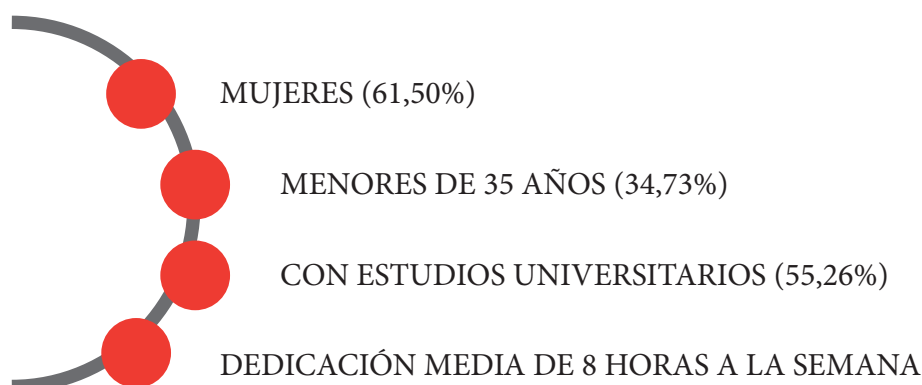 MUJERES (61,50%)
MENORES DE 35 AÑOS (34,73%)
CON ESTUDIOS UNIVERSITARIOS (55,26%)
DEDICACIÓN MEDIA DE 8 HORAS A LA SEMANA